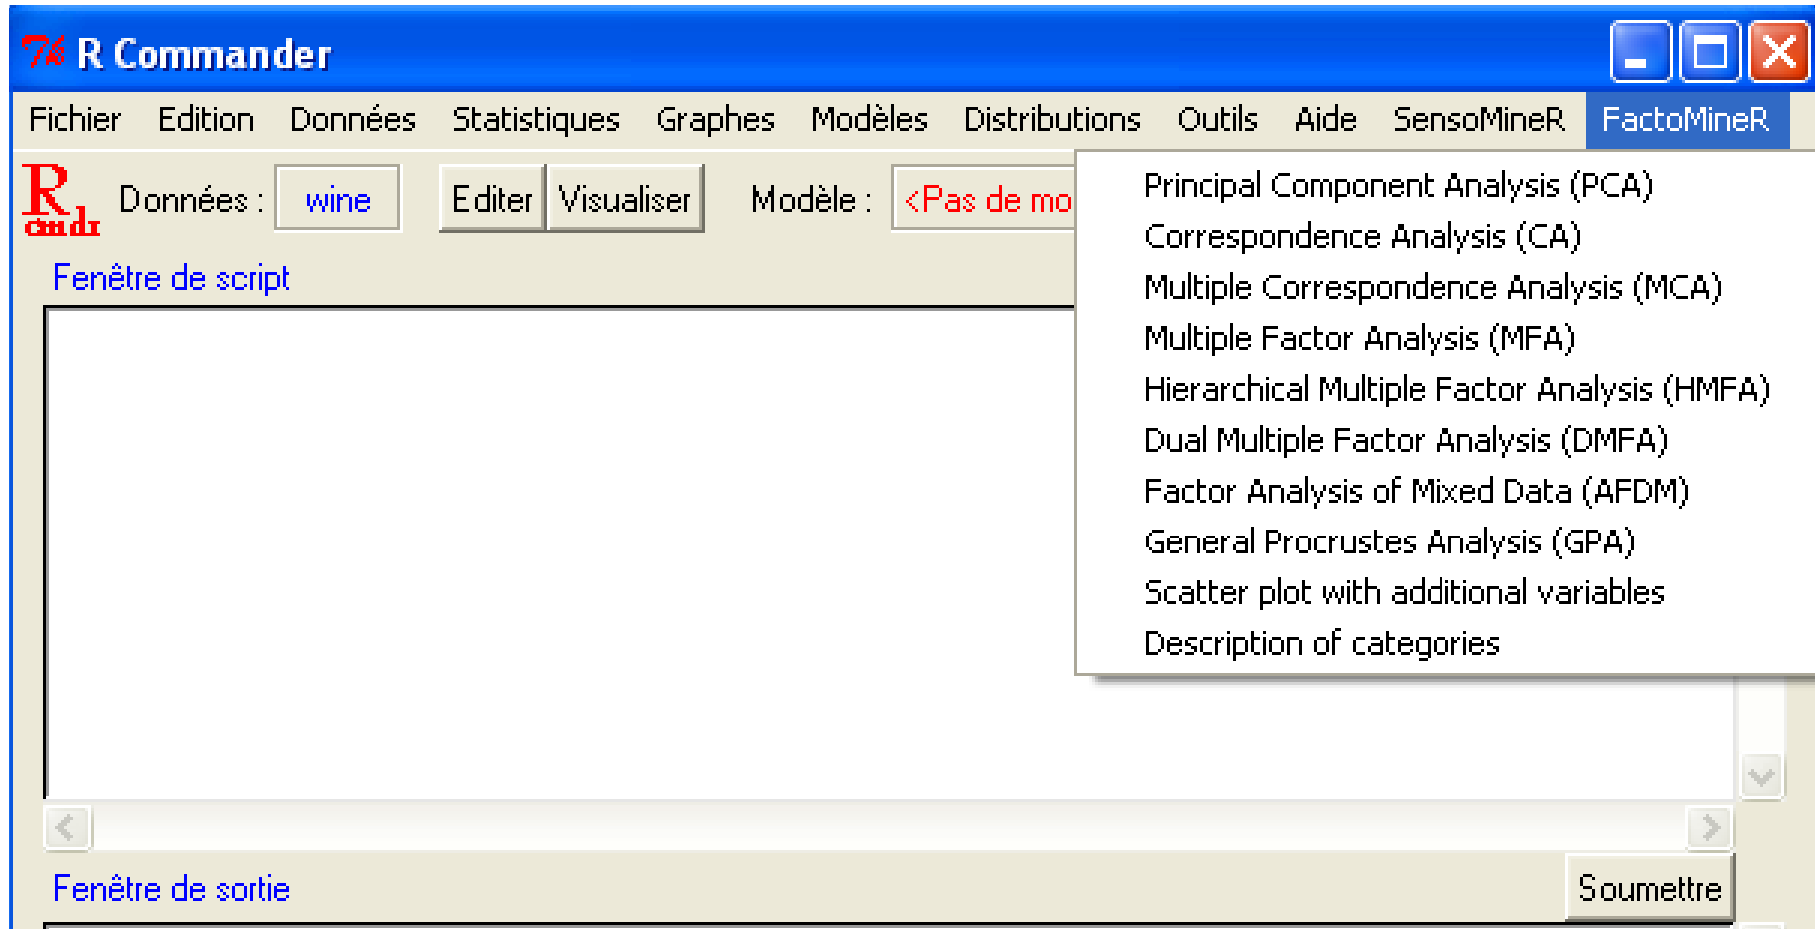 R Commander
Fichier Edition Données Statistiques Graphes Modèles Distributions Outils Aide SensoMineR FactoMineR
R cmdr Données : wine Editer Visualiser Modèle : <Pas de mo
Fenêtre de script
Principal Component Analysis (PCA)
Correspondence Analysis (CA)
Multiple Correspondence Analysis (MCA)
Multiple Factor Analysis (MFA)
Hierarchical Multiple Factor Analysis (HMFA)
Dual Multiple Factor Analysis (DMFA)
Factor Analysis of Mixed Data (AFDM)
General Procrustes Analysis (GPA)
Scatter plot with additional variables
Description of categories
Fenêtre de sortie Soumettre